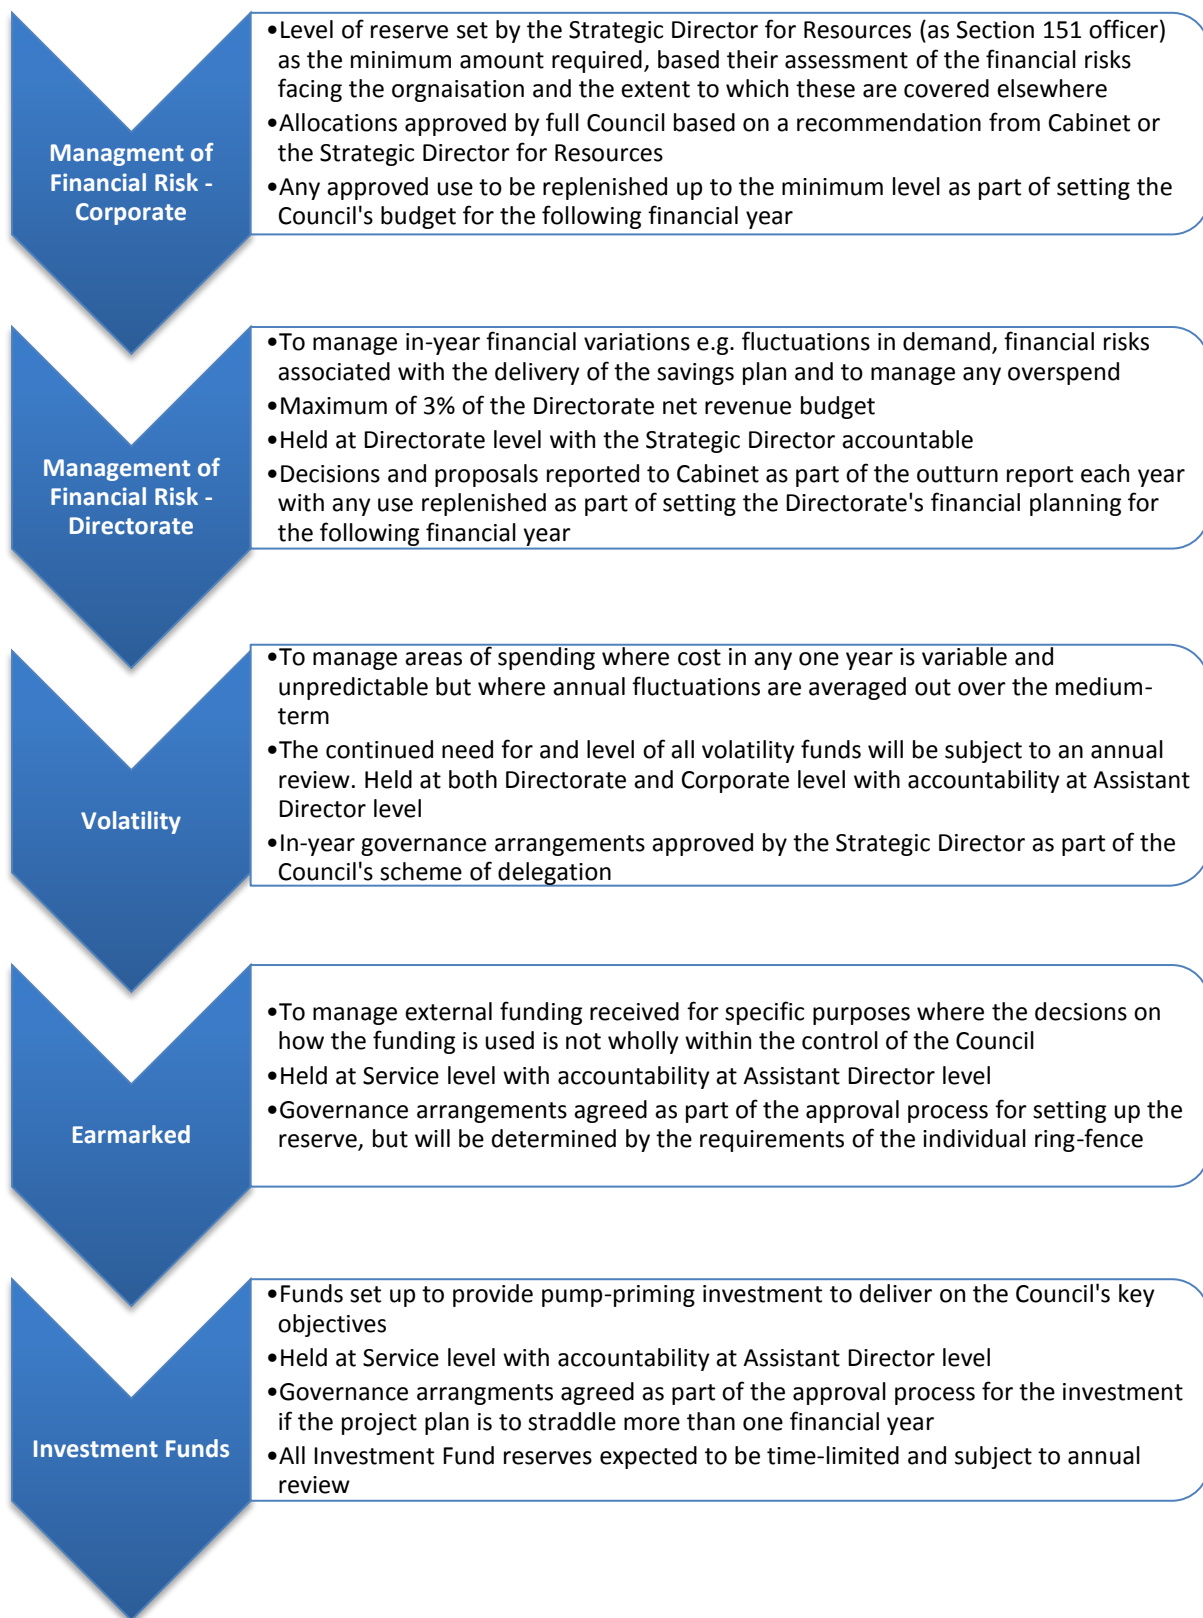 Managment of
Financial Risk -
Corporate
•Level of reserve set by the Strategic Director for Resources (as Section 151 officer)
as the minimum amount required, based their assessment of the financial risks
facing the orgnaisation and the extent to which these are covered elsewhere
•Allocations approved by full Council based on a recommendation from Cabinet or
the Strategic Director for Resources
•Any approved use to be replenished up to the minimum level as part of setting the
Council's budget for the following financial year
Management of
Financial Risk -
Directorate
•To manage in-year financial variations e.g. fluctuations in demand, financial risks
associated with the delivery of the savings plan and to manage any overspend
•Maximum of 3% of the Directorate net revenue budget
•Held at Directorate level with the Strategic Director accountable
•Decisions and proposals reported to Cabinet as part of the outturn report each year
with any use replenished as part of setting the Directorate's financial planning for
the following financial year
Volatility
•To manage areas of spending where cost in any one year is variable and
unpredictable but where annual fluctuations are averaged out over the medium-
term
•The continued need for and level of all volatility funds will be subject to an annual
review. Held at both Directorate and Corporate level with accountability at Assistant
Director level
•In-year governance arrangements approved by the Strategic Director as part of the
Council's scheme of delegation
Earmarked
•To manage external funding received for specific purposes where the decsions on
how the funding is used is not wholly within the control of the Council
•Held at Service level with accountability at Assistant Director level
•Governance arrangements agreed as part of the approval process for setting up the
reserve, but will be determined by the requirements of the individual ring-fence
Investment Funds
•Funds set up to provide pump-priming investment to deliver on the Council's key
objectives
•Held at Service level with accountability at Assistant Director level
•Governance arrangments agreed as part of the approval process for the investment
if the project plan is to straddle more than one financial year
•All Investment Fund reserves expected to be time-limited and subject to annual
review